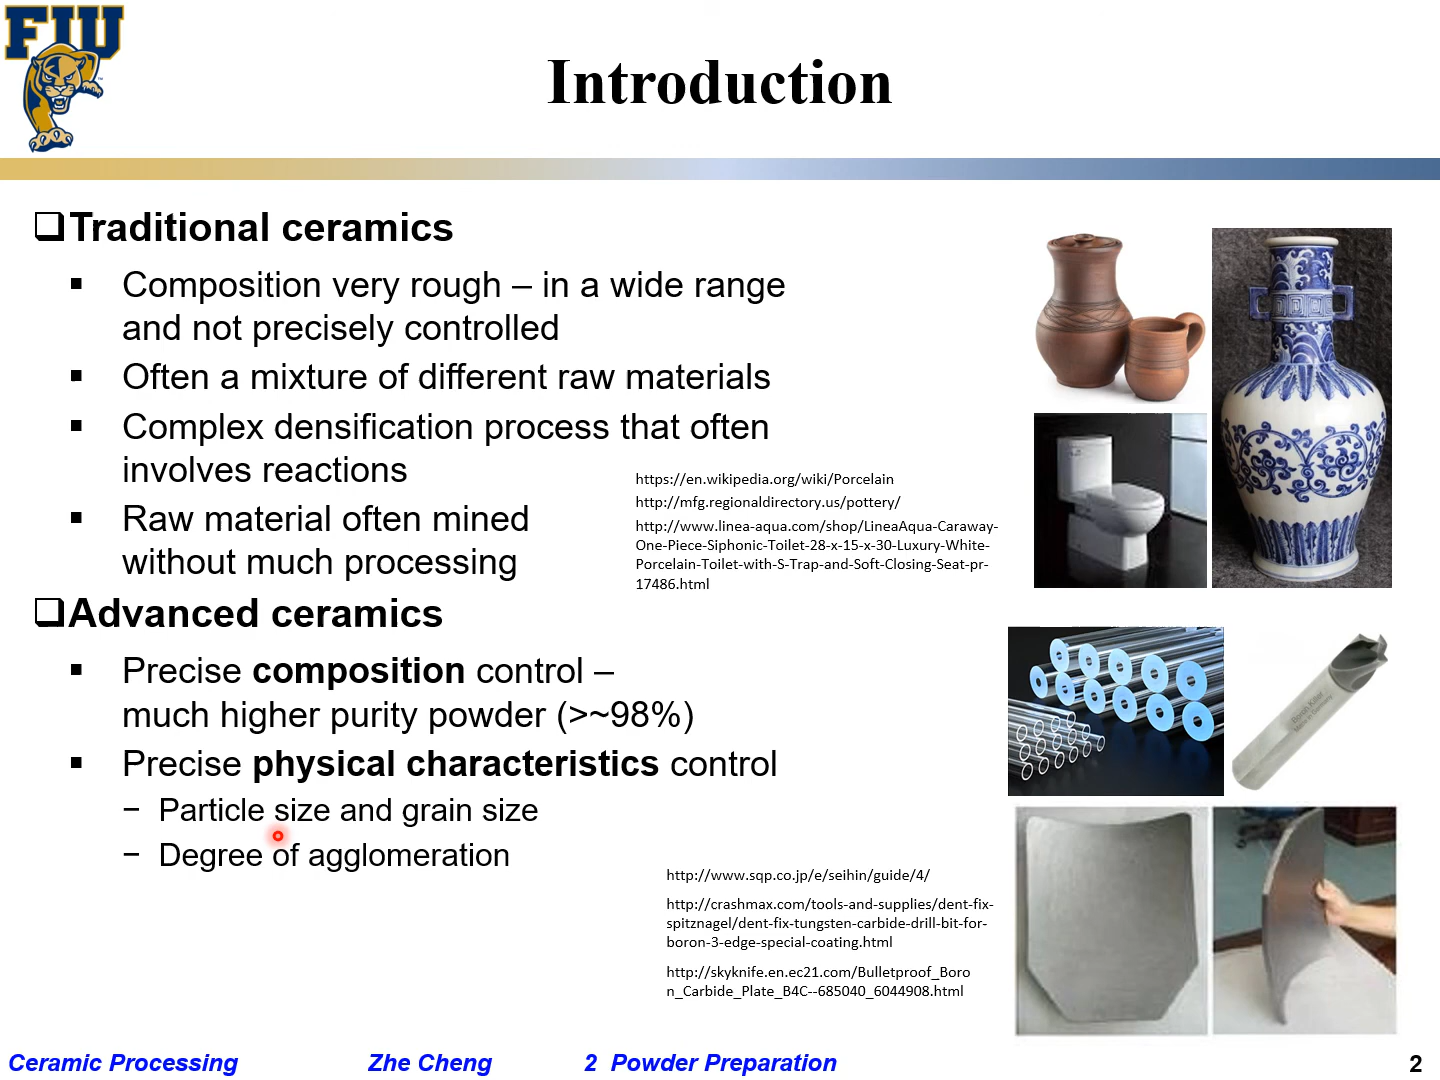 FIU
Introduction
Traditional ceramics
Composition very rough – in a wide range
and not precisely controlled
Often a mixture of different raw materials
Complex densification process that often
involves reactions
Raw material often mined
without much processing
https://en.wikipedia.org/wiki/Porcelain
http://mfg.regionaldirectory.us/pottery/
http://www.linea-aqua.com/shop/LineaAqua-Caraway-
One-Piece-Siphonic-Toilet-28-x-15-x-30-Luxury-White-
Porcelain-Toilet-with-S-Trap-and-Soft-Closing-Seat-pr-
17486.html
Advanced ceramics
Precise composition control –
much higher purity powder (>~98%)
Precise physical characteristics control
− Particle size and grain size
− Degree of agglomeration
Boron Killer
Made in Germany
http://www.sqp.co.jp/e/seihin/guide/4/
http://crashmax.com/tools-and-supplies/dent-fix-
spitznagel/dent-fix-tungsten-carbide-drill-bit-for-
boron-3-edge-special-coating.html
http://skyknife.en.ec21.com/Bulletproof_Boro
n_Carbide_Plate_B4C--685040_6044908.html
Ceramic Processing Zhe Cheng 2 Powder Preparation 2